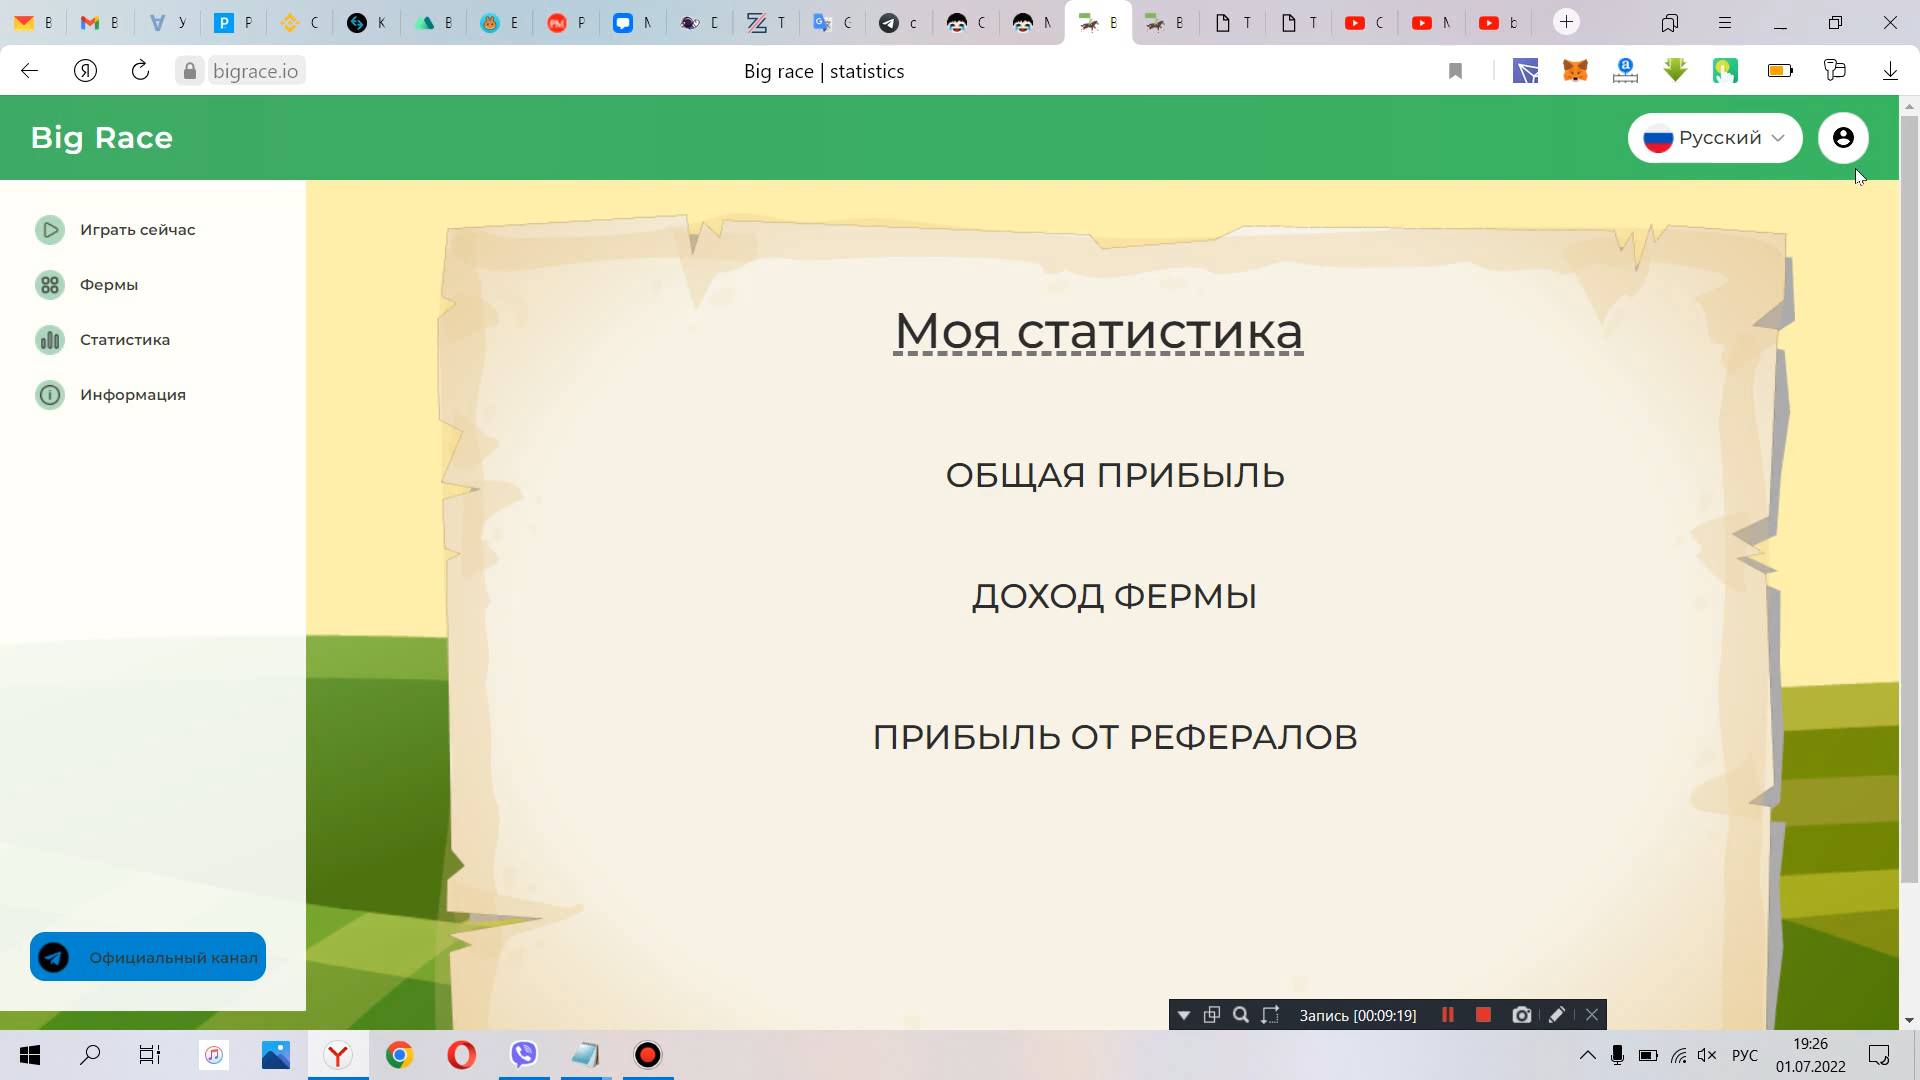 В
В
У
P
С
К
В
Е
P
М
D
T
G
с
С
М
В
В
T
T
С
М
b
bigrace.io
Big race | statistics
Big Race
Русский
Играть сейчас
Фермы
Статистика
Информация
Моя статистика
ОБЩАЯ ПРИБЫЛЬ
ДОХОД ФЕРМЫ
ПРИБЫЛЬ ОТ РЕФЕРАЛОВ
Официальный канал
Запись [00:09:19]
РУС
19:26
01.07.2022